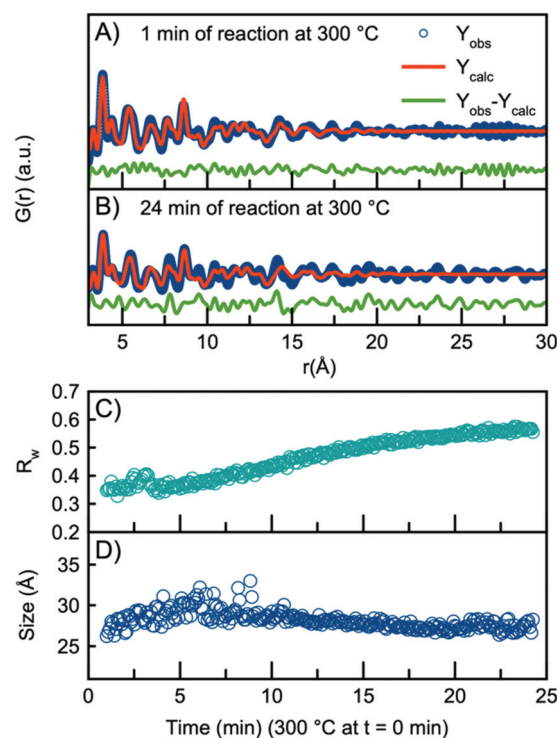 A) 1 min of reaction at 300 °C
Y_obs
Y_calc
Y_obs-Y_calc
B) 24 min of reaction at 300 °C
G(r) (a.u.)
5 10 15 20 25 30
r(Å)
C)
0.7
0.6
0.5
0.4
0.3
0.2
R_w
D)
35
30
25
Size (Å)
0 5 10 15 20 25
Time (min) (300 °C at t = 0 min)